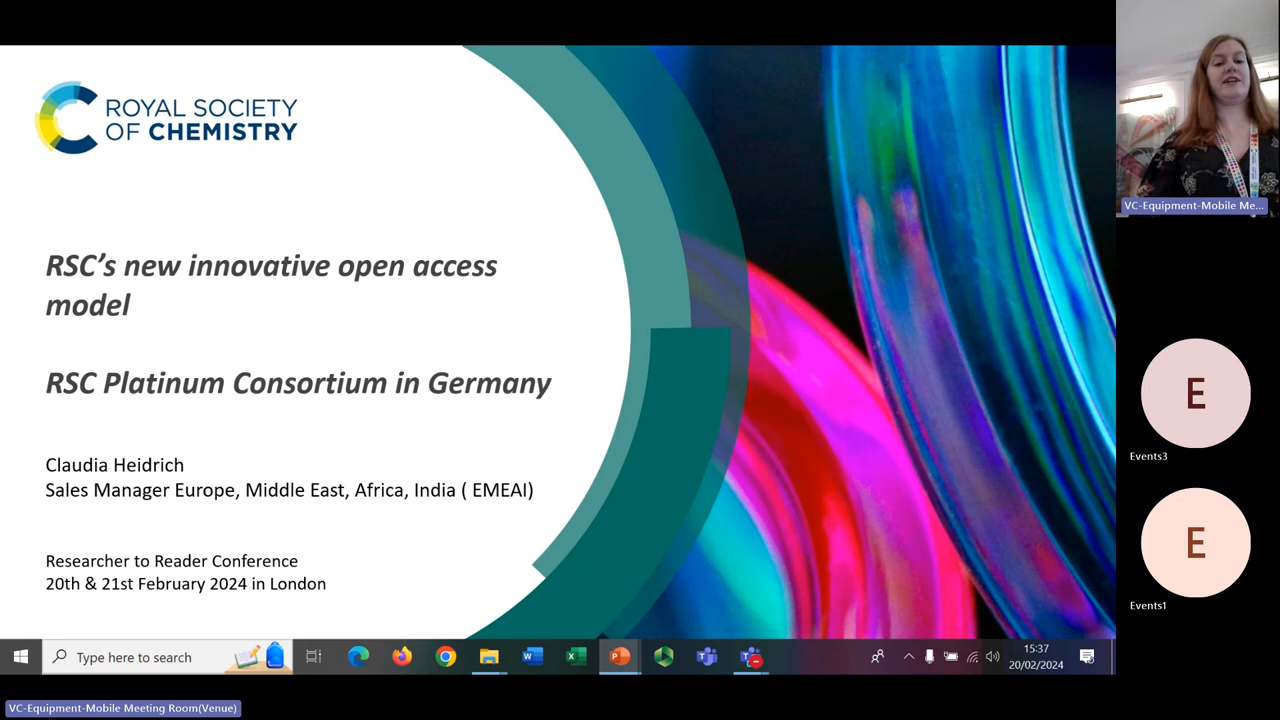 ROYAL SOCIETY
OF CHEMISTRY
RSC’s new innovative open access
model
RSC Platinum Consortium in Germany
Claudia Heidrich
Sales Manager Europe, Middle East, Africa, India ( EMEAI)
Researcher to Reader Conference
20th & 21st February 2024 in London
Type here to search
15:37
20/02/2024
VC-Equipment-Mobile Me...
E
Events3
E
Events1
VC-Equipment-Mobile Meeting Room(Venue)